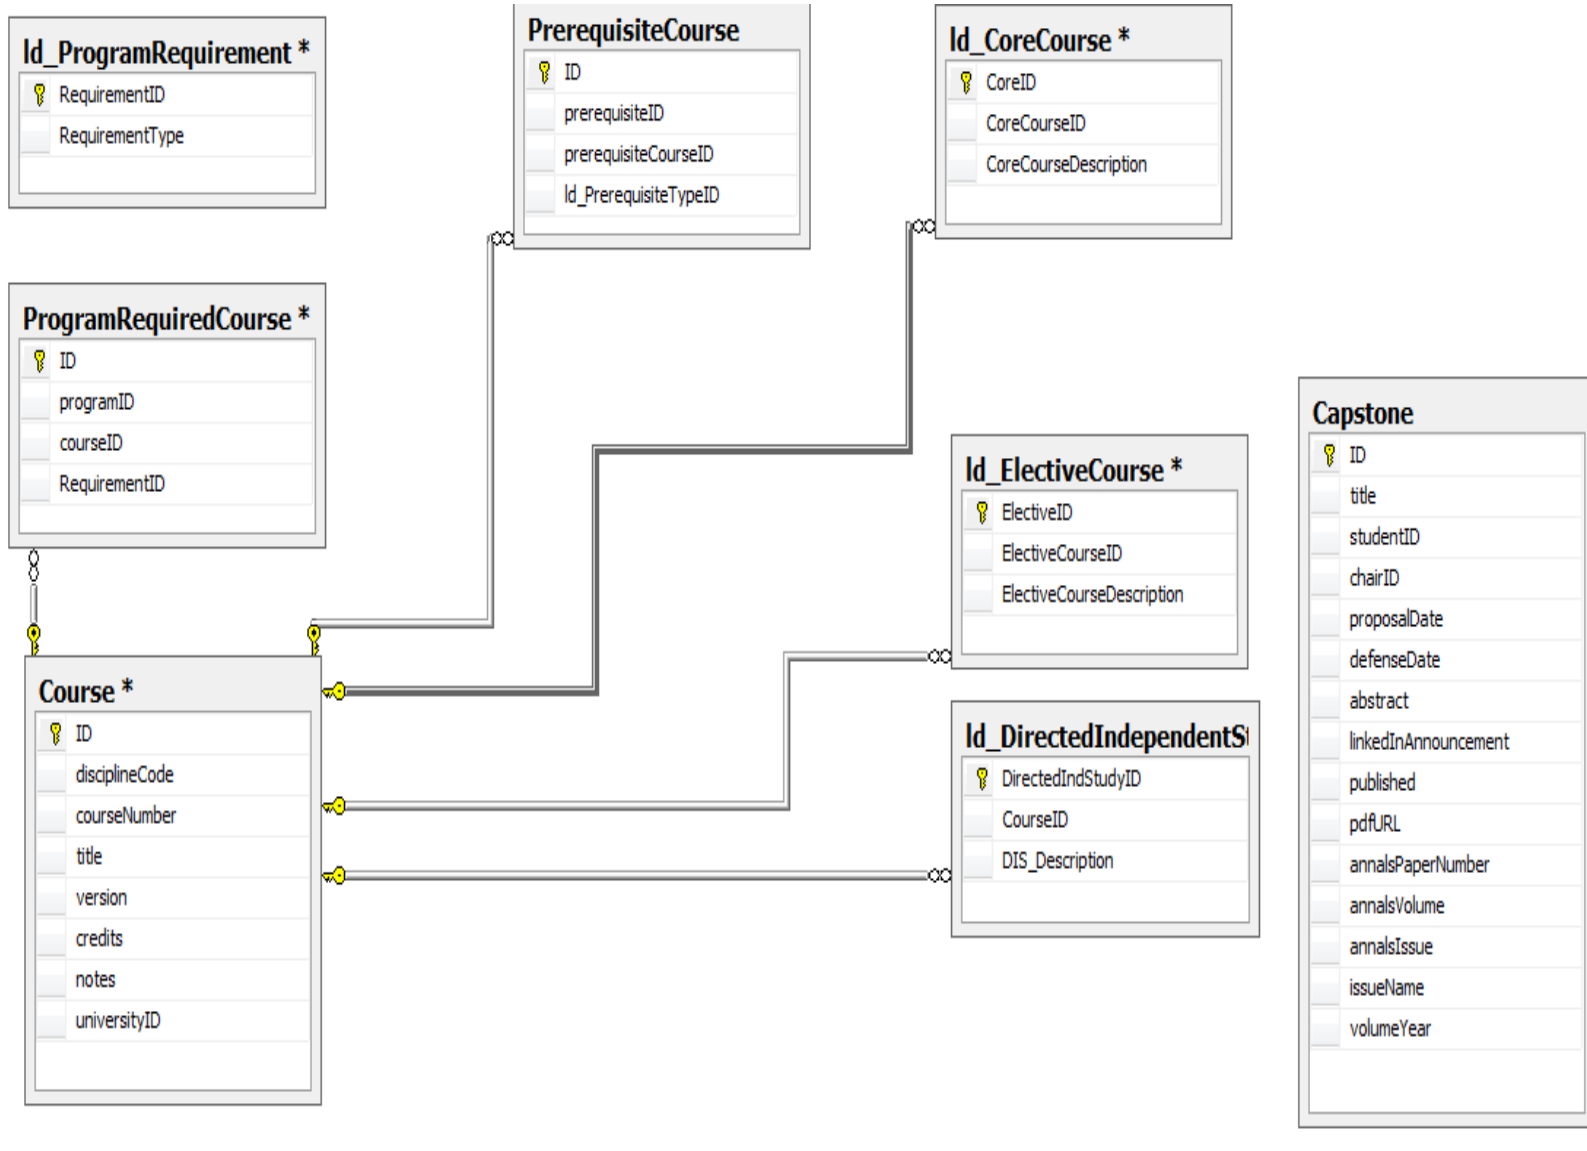 ld_ProgramRequirement *
RequirementID
RequirementType
PrerequisiteCourse
ID
prerequisiteID
prerequisiteCourseID
ld_PrerequisiteTypeID
ld_CoreCourse *
CoreID
CoreCourseID
CoreCourseDescription
ProgramRequiredCourse *
ID
programID
courseID
RequirementID
ld_ElectiveCourse *
ElectiveID
ElectiveCourseID
ElectiveCourseDescription
Capstone
ID
title
studentID
chairID
proposalDate
defenseDate
abstract
linkedInAnnouncement
published
pdfURL
annalsPaperNumber
annalsVolume
annalsIssue
issueName
volumeYear
Course *
ID
disciplineCode
courseNumber
title
version
credits
notes
universityID
ld_DirectedIndependentSt
DirectedIndStudyID
CourseID
DIS_Description